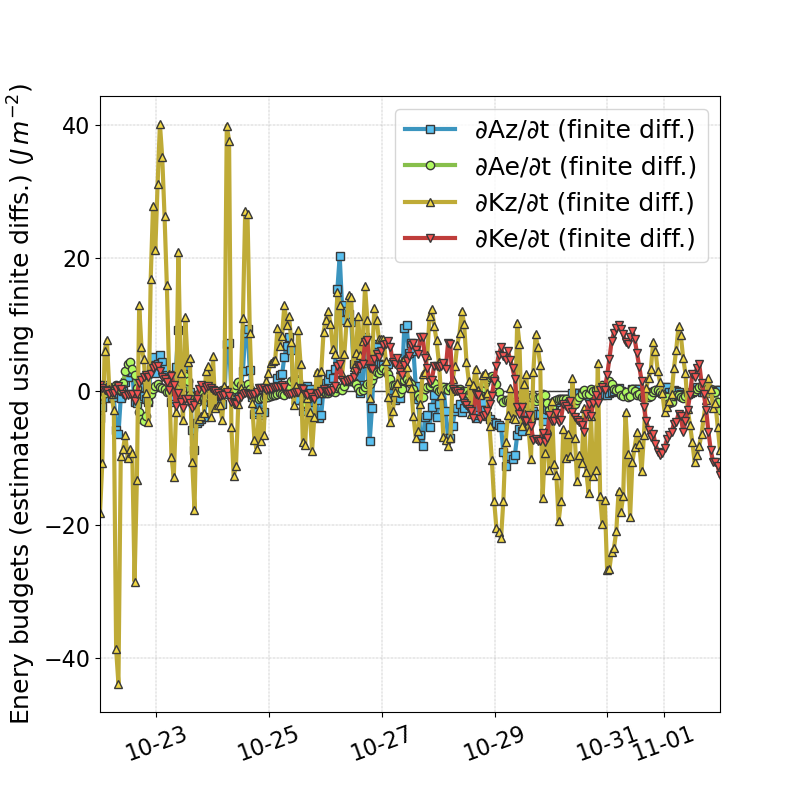 Enery budgets (estimated using finite diffs.) (J m⁻²)
40
20
0
−20
−40
∂Az/∂t (finite diff.)
∂Ae/∂t (finite diff.)
∂Kz/∂t (finite diff.)
∂Ke/∂t (finite diff.)
10-23
10-25
10-27
10-29
10-31
11-01